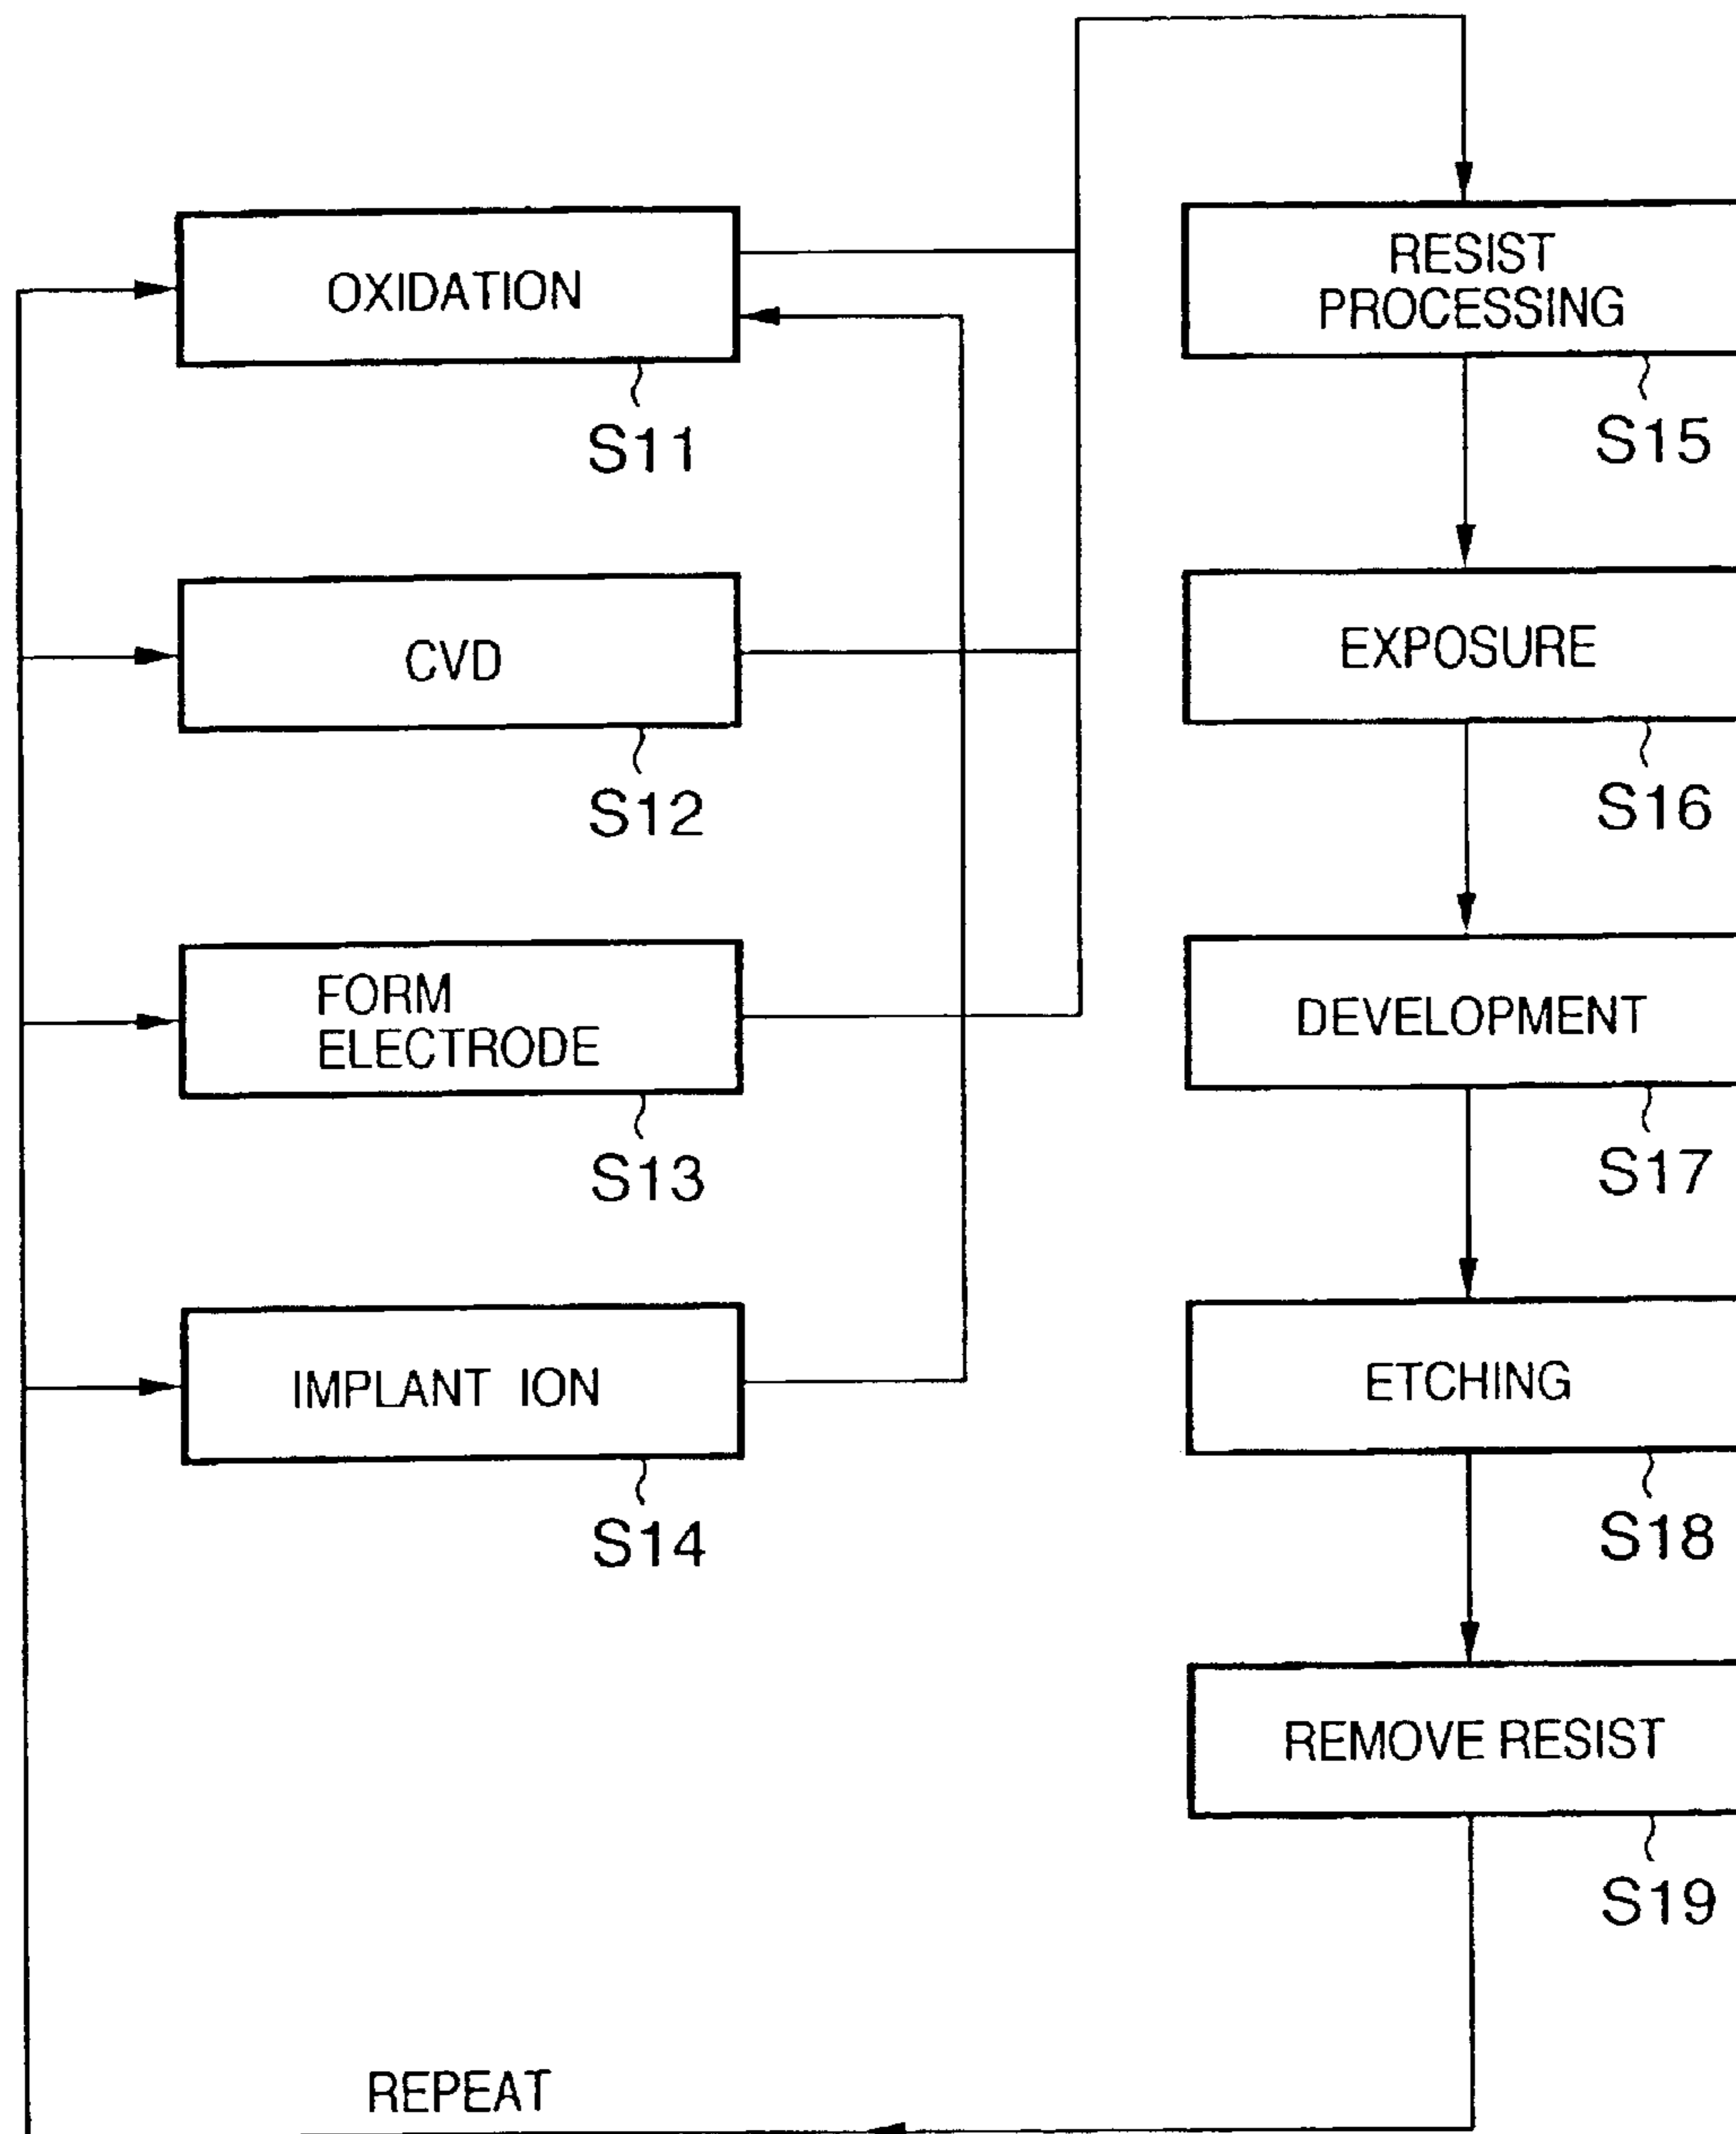 OXIDATION
S11
CVD
S12
FORM
ELECTRODE
S13
IMPLANT ION
S14
RESIST
PROCESSING
S15
EXPOSURE
S16
DEVELOPMENT
S17
ETCHING
S18
REMOVE RESIST
S19
REPEAT